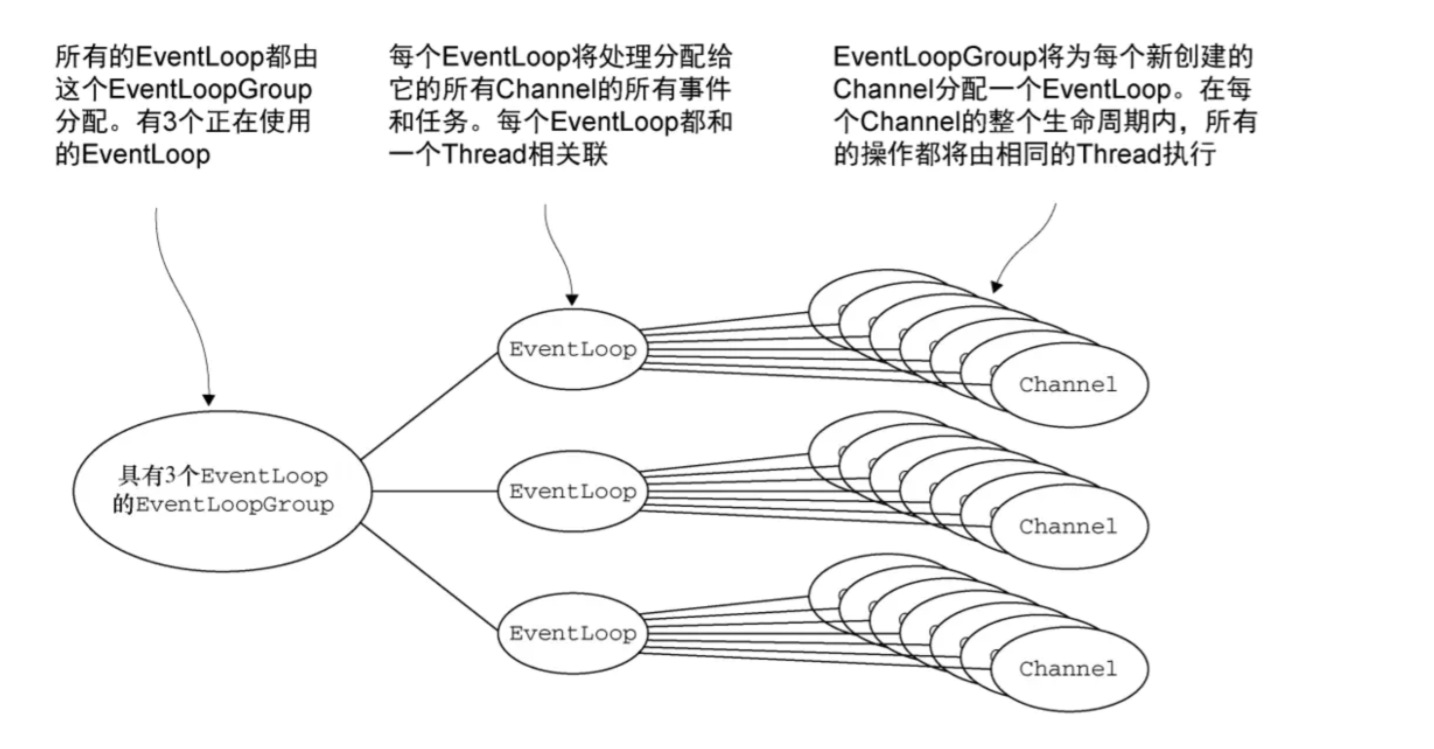 所有的EventLoop都由
这个EventLoopGroup
分配。有3个正在使用
的EventLoop
每个EventLoop将处理分配给
它的所有Channel的所有事件
和任务。每个EventLoop都和
一个Thread相关联
EventLoopGroup将为每个新创建的
Channel分配一个EventLoop。在每
个Channel的整个生命周期内，所有
的操作都将由相同的Thread执行
具有3个EventLoop
的EventLoopGroup
EventLoop
Channel
EventLoop
Channel
EventLoop
Channel